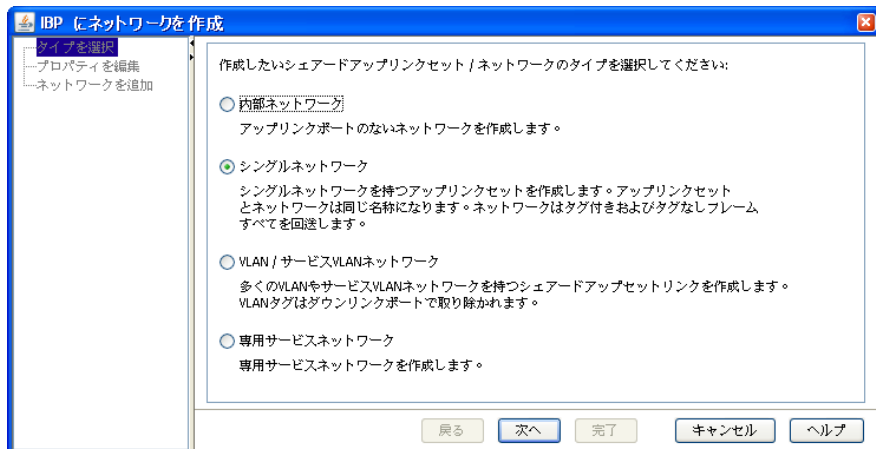 IBP にネットワークを作成
タイプを選択
プロパティを編集
ネットワークを追加
作成したいシェアードアップリンクセット / ネットワークのタイプを選択してください:
内部ネットワーク
アップリンクポートのないネットワークを作成します。
シングルネットワーク
シングルネットワークを持つアップリンクセットを作成します。アップリンクセット
とネットワークは同じ名称になります。ネットワークはタグ付きおよびタグなしフレーム
すべてを回送します。
VLAN / サービスVLANネットワーク
多くのVLANやサービスVLANネットワークを持つシェアードアップセットリンクを作成します。
VLANタグはダウンリンクポートで取り除かれます。
専用サービスネットワーク
専用サービスネットワークを作成します。
戻る 次へ 完了 キャンセル ヘルプ